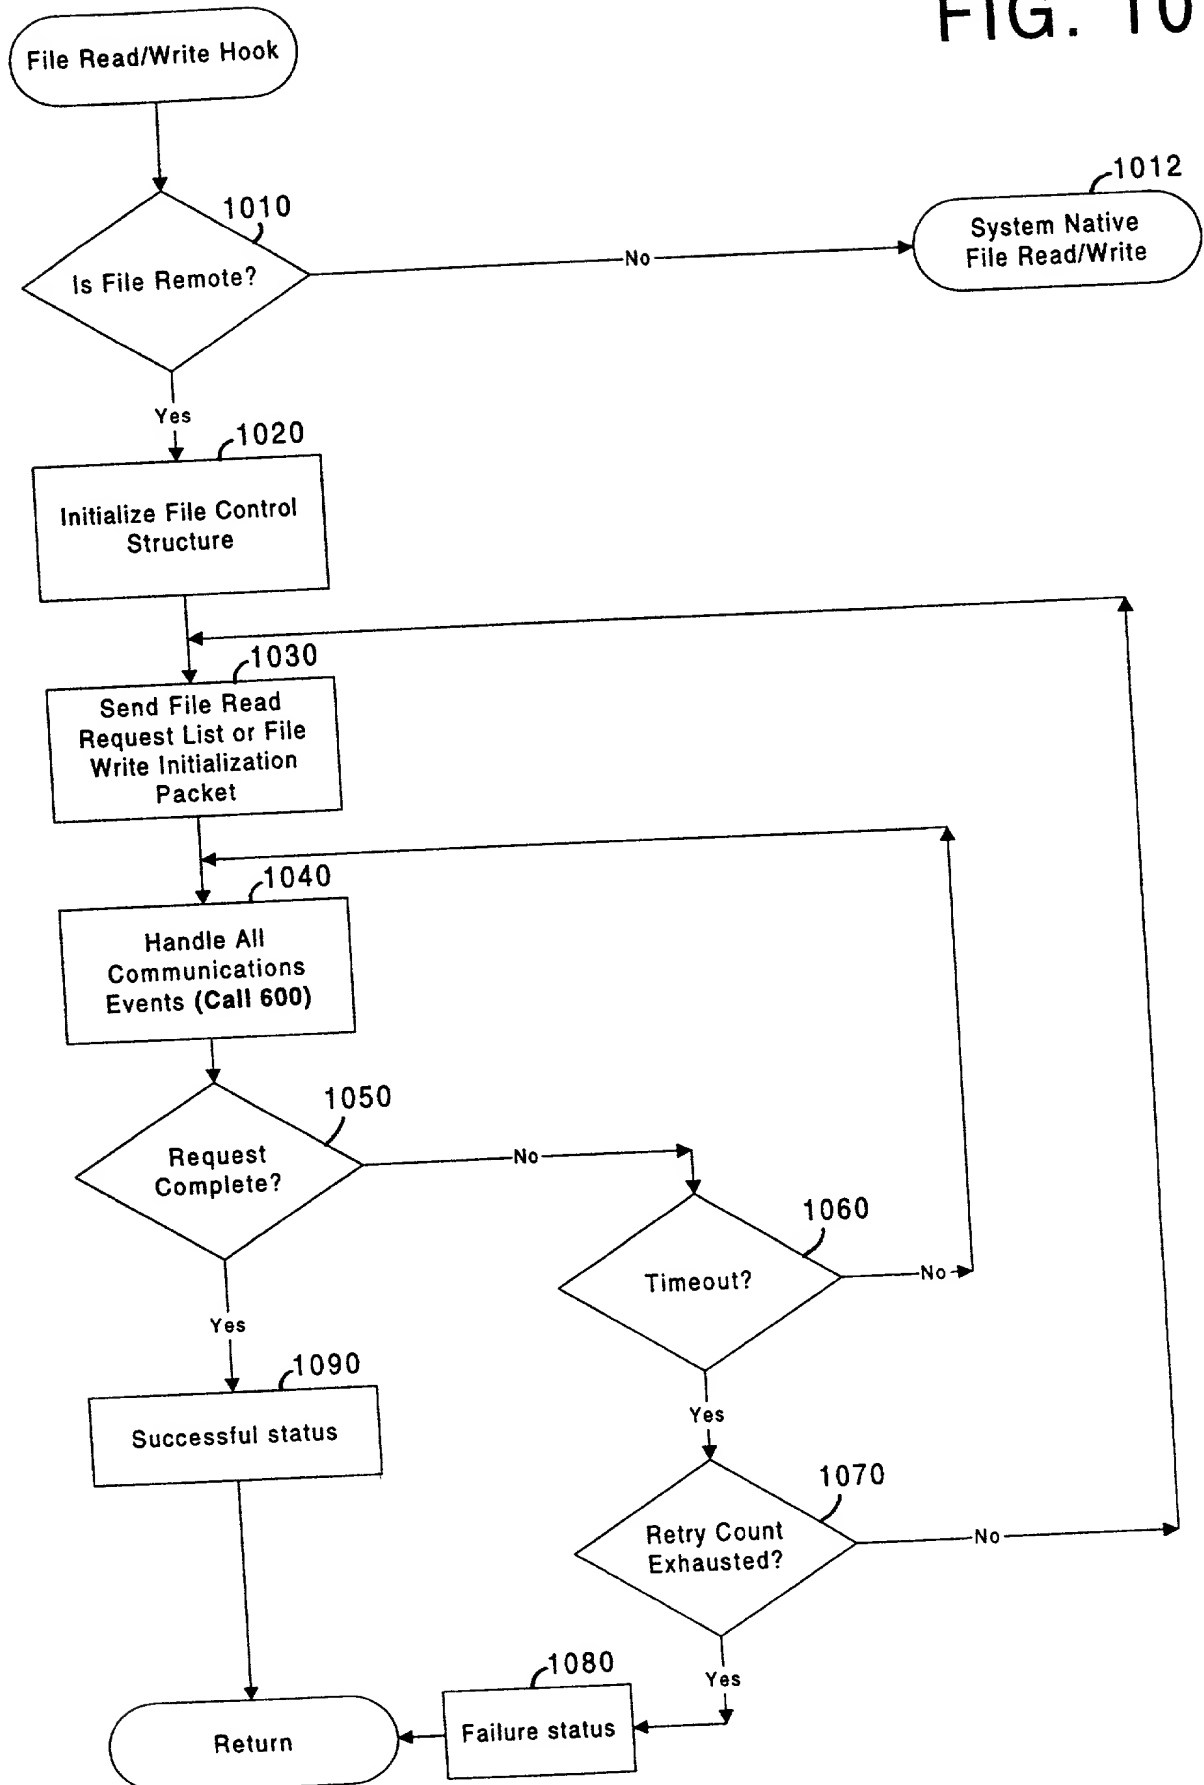 FIG. 10
File Read/Write Hook
1010
Is File Remote?
No
1012
System Native
File Read/Write
Yes
1020
Initialize File Control
Structure
1030
Send File Read
Request List or File
Write Initialization
Packet
1040
Handle All
Communications
Events (Call 600)
1050
Request
Complete?
No
1060
Timeout?
No
Yes
Yes
1090
Successful status
1070
Retry Count
Exhausted?
No
Yes
1080
Failure status
Return